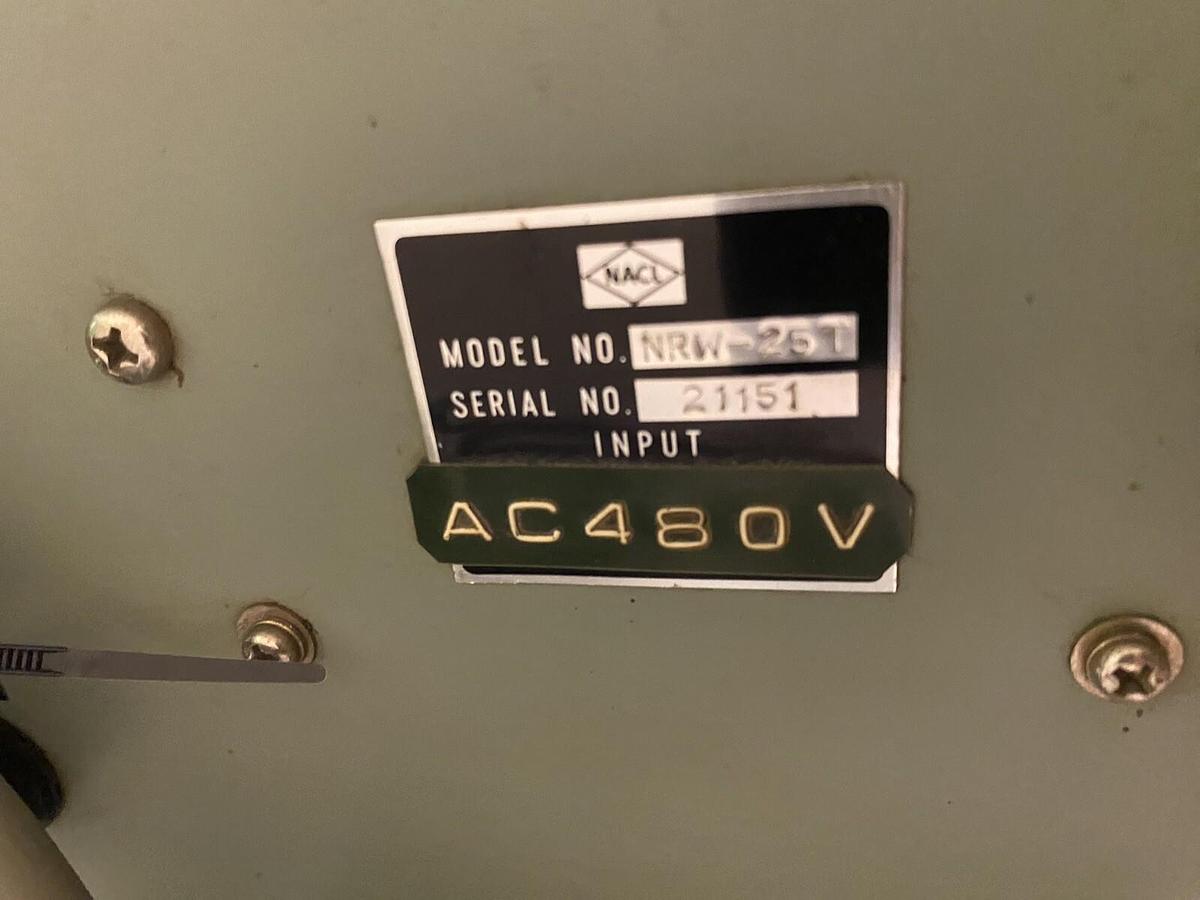 NACL
MODEL NO. NRW-25T
SERIAL NO. 21151
INPUT
AC480V